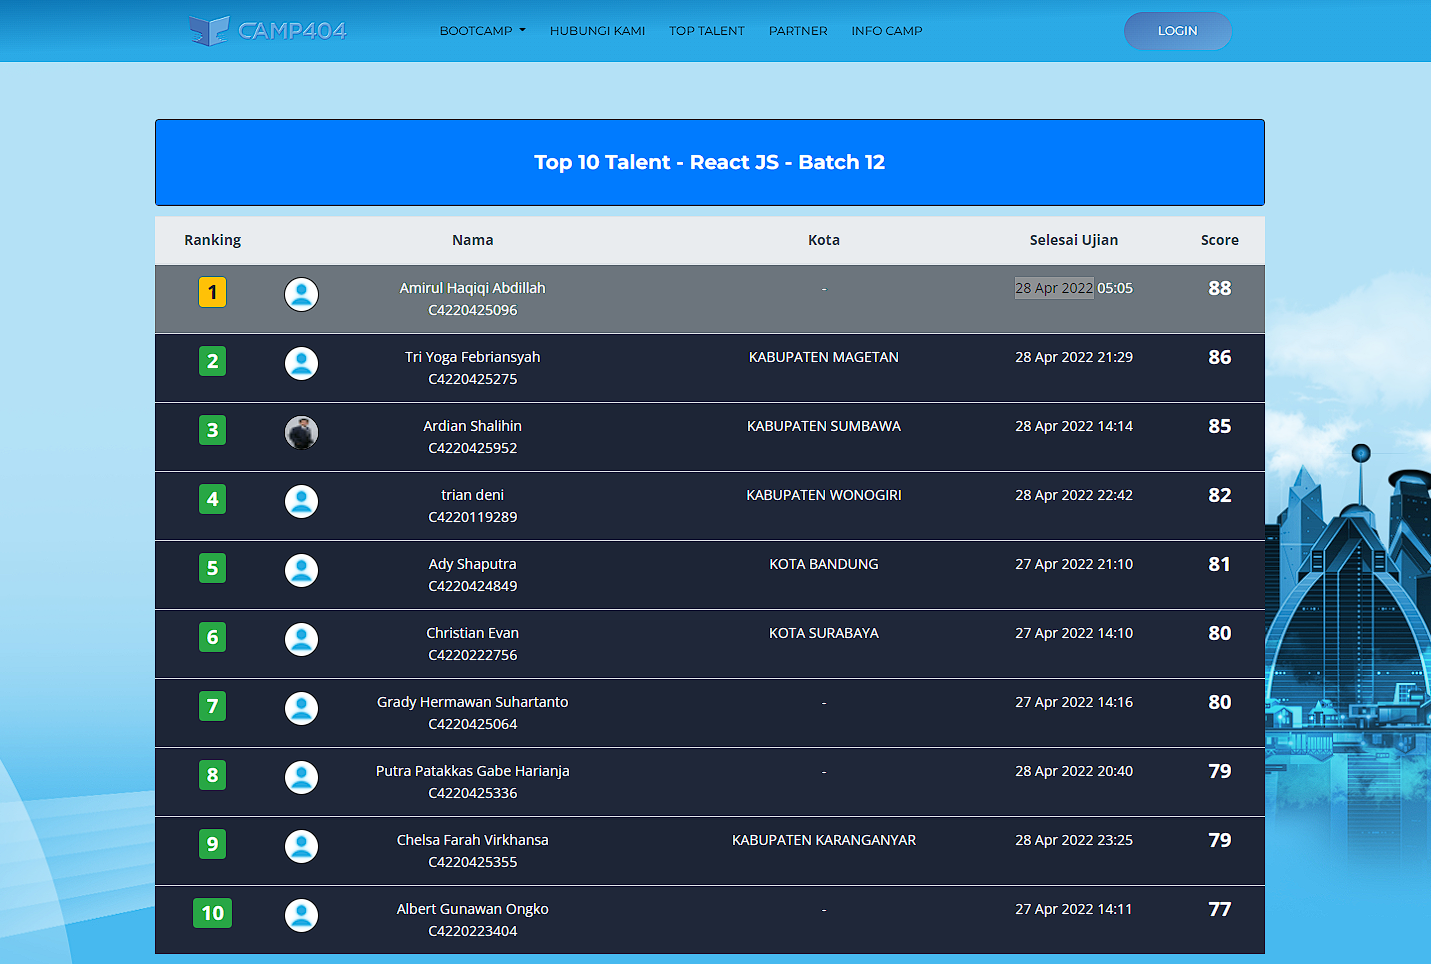 CAMP404
BOOTCAMP HUBUNGI KAMI TOP TALENT PARTNER INFO CAMP LOGIN
Top 10 Talent - React JS - Batch 12
Ranking Nama Kota Selesai Ujian Score
1 Amirul Haqiqi Abdillah - 28 Apr 2022 05:05 88
C4220425096
2 Tri Yoga Febriansyah KABUPATEN MAGETAN 28 Apr 2022 21:29 86
C4220425275
3 Ardian Shalihin KABUPATEN SUMBAWA 28 Apr 2022 14:14 85
C4220425952
4 trian deni KABUPATEN WONOGIRI 28 Apr 2022 22:42 82
C4220119289
5 Ady Shaputra KOTA BANDUNG 27 Apr 2022 21:10 81
C4220424849
6 Christian Evan KOTA SURABAYA 27 Apr 2022 14:10 80
C4220222756
7 Grady Hermawan Suhartanto - 27 Apr 2022 14:16 80
C4220425064
8 Putra Patakkas Gabe Harianja - 28 Apr 2022 20:40 79
C4220425336
9 Chelsa Farah Virkhansa KABUPATEN KARANGANYAR 28 Apr 2022 23:25 79
C4220425355
10 Albert Gunawan Ongko - 27 Apr 2022 14:11 77
C4220223404